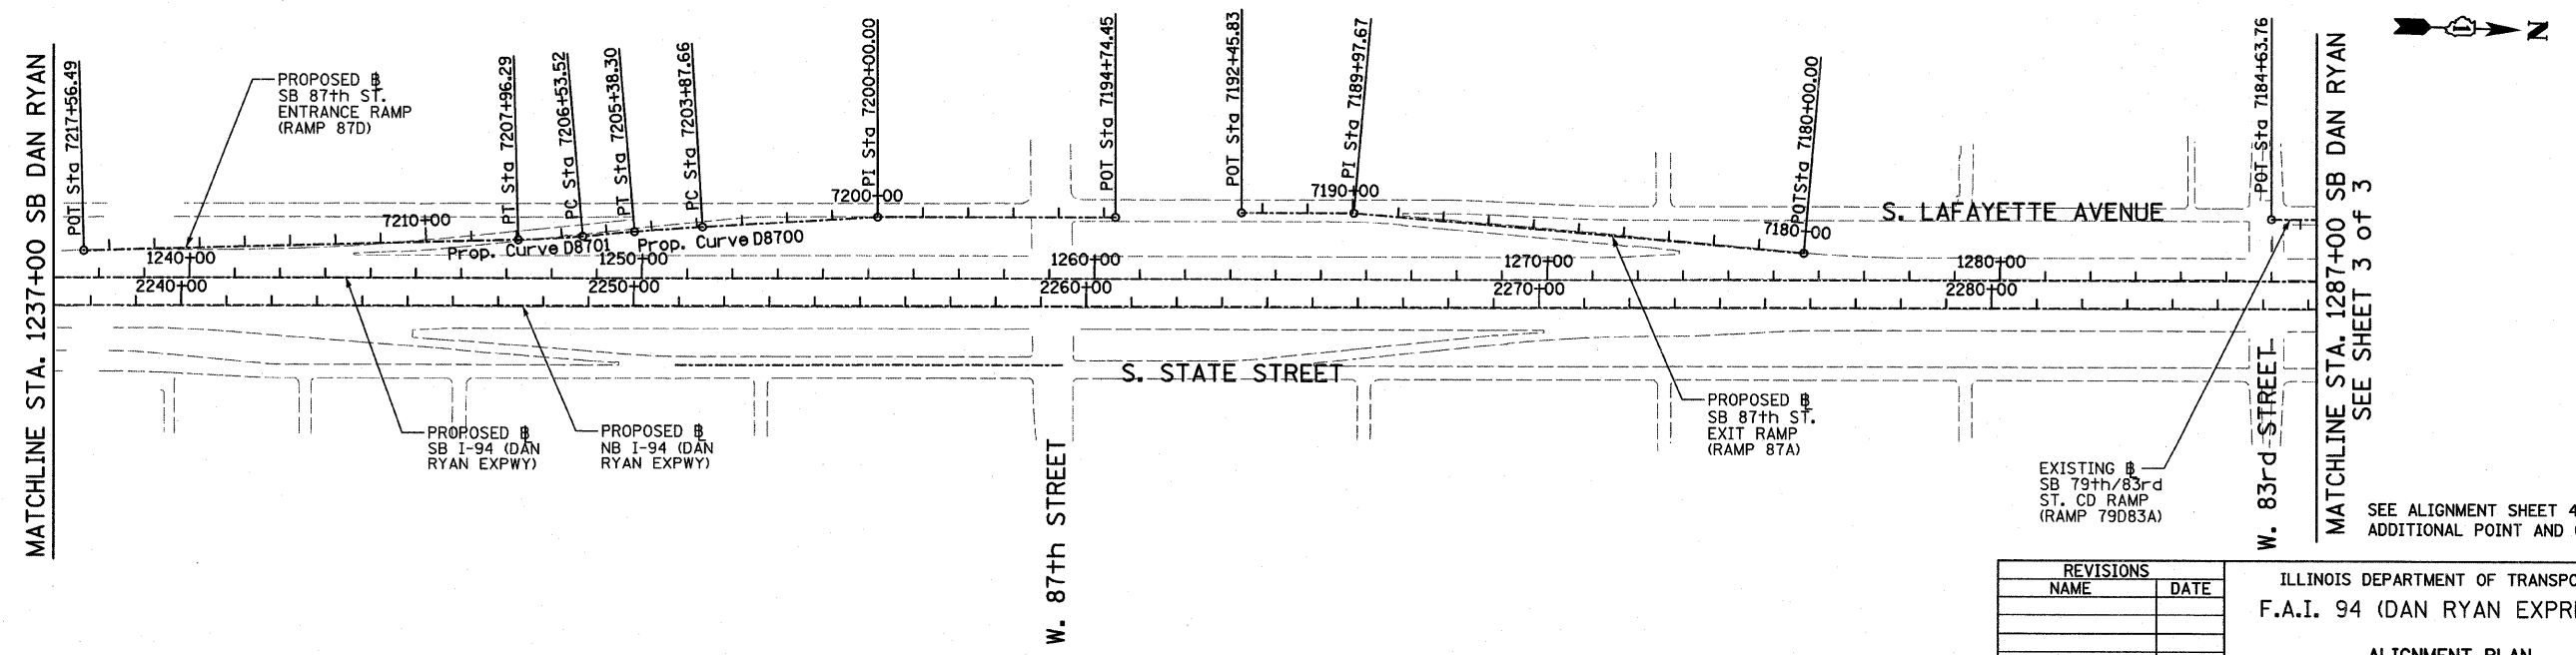 MATCHLINE STA. 1237+00 SB DAN RYAN
POT Sta 7217+56.49
PROPOSED B
SB 87th ST.
ENTRANCE RAMP
(RAMP 87D)
PT Sta 7207+96.29
PC Sta 7206+53.52
PT Sta 7205+38.30
PC Sta 7203+87.66
PI Sta 7200+00.00
POT Sta 7194+74.45
POT Sta 7192+45.83
PI Sta 7189+97.67
POTSta 7180+00.00
POT Sta 7184+63.76
N
7210+00
7200+00
7190+00
7180+00
S. LAFAYETTE AVENUE
Prop. Curve D8701
Prop. Curve D8700
1240+00
1250+00
1260+00
1270+00
1280+00
2240+00
2250+00
2260+00
2270+00
2280+00
S. STATE STREET
PROPOSED B
SB I-94 (DAN
RYAN EXPWY)
PROPOSED B
NB I-94 (DAN
RYAN EXPWY)
W. 87th STREET
PROPOSED B
SB 87th ST.
EXIT RAMP
(RAMP 87A)
EXISTING B
SB 79th/83rd
ST. CD RAMP
(RAMP 79D83A)
W. 83rd STREET
MATCHLINE STA. 1287+00 SB DAN RYAN
SEE SHEET 3 of 3
SEE ALIGNMENT SHEET 4
ADDITIONAL POINT AND
REVISIONS
NAME DATE
ILLINOIS DEPARTMENT OF TRANSPO
F.A.I. 94 (DAN RYAN EXPR
ALIGNMENT PLAN